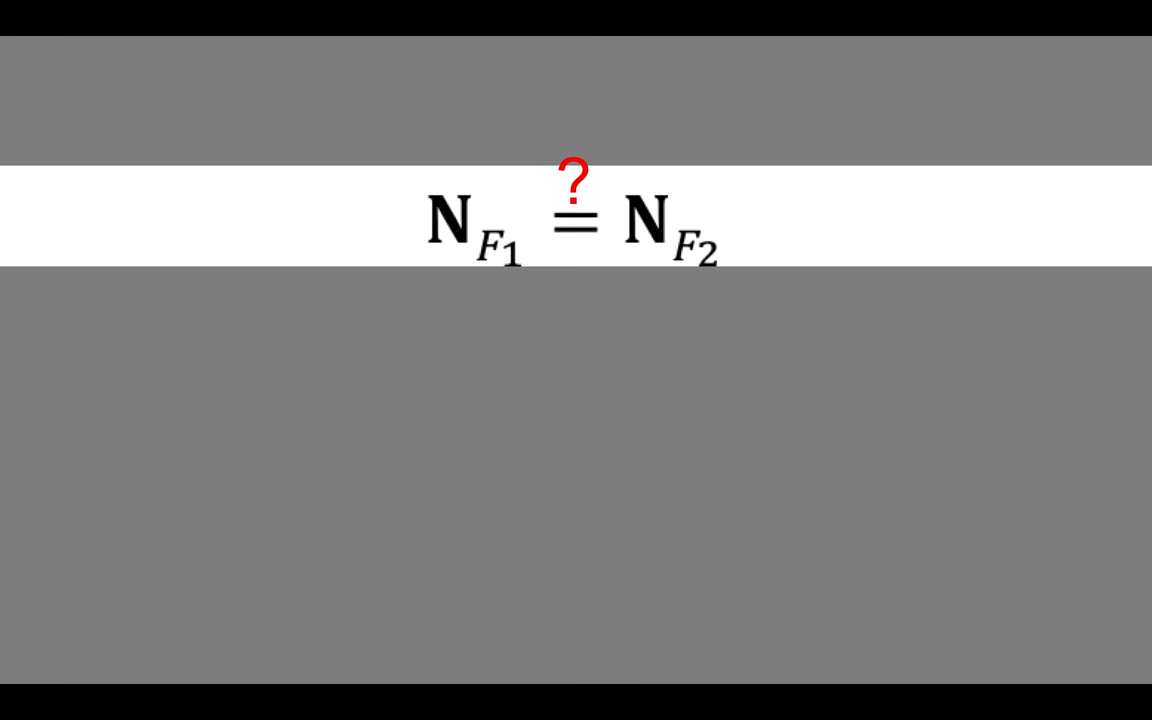 ?
𝐍_{F_1} = 𝐍_{F_2}